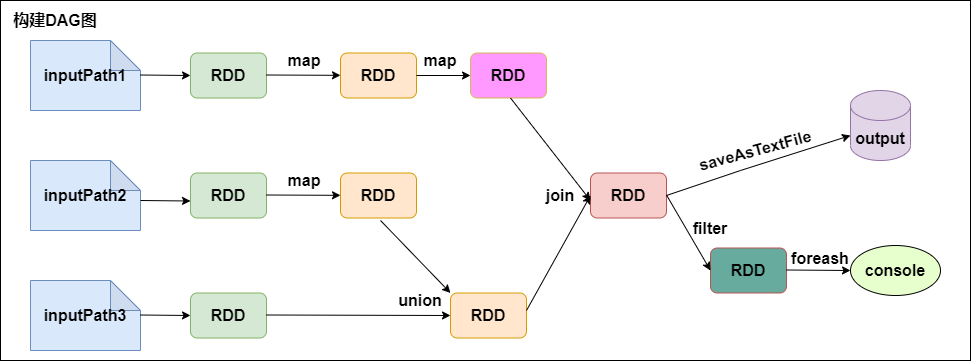 构建DAG图
inputPath1
RDD
map
RDD
map
RDD
inputPath2
RDD
map
RDD
inputPath3
RDD
union
RDD
join
RDD
saveAsTextFile
output
filter
RDD
foreash
console